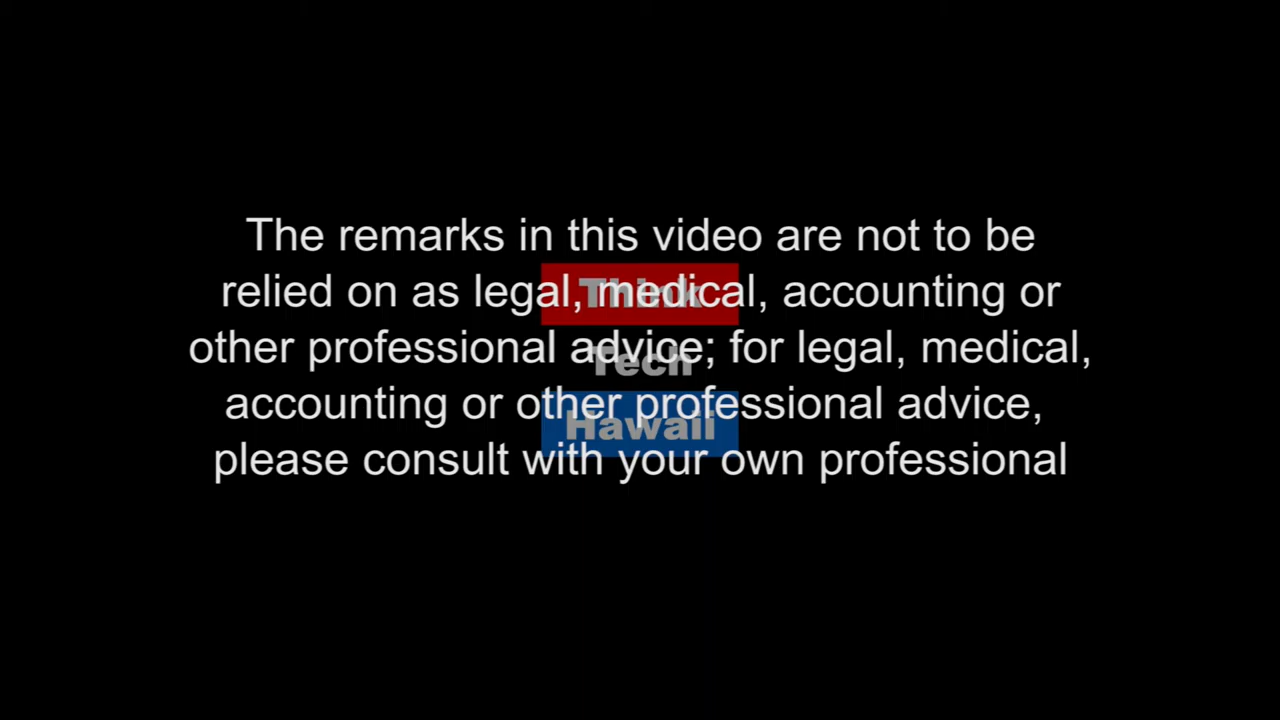 The remarks in this video are not to be
relied on as legal, medical, accounting or
other professional advice; for legal, medical,
accounting or other professional advice,
please consult with your own professional
Think
Tech
Hawaii